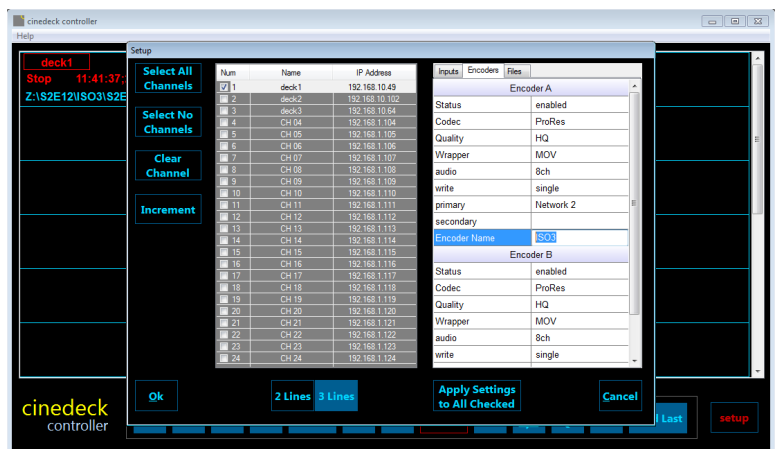 cinedeck controller
Help
deck1
Stop 11:41:37;
Z:\S2E12\ISO3\S2E
Setup
Select All Channels
Select No Channels
Clear Channel
Increment
Num Name IP Address
1 deck1 192.168.10.49
2 deck2 192.168.10.102
3 deck3 192.168.10.64
4 CH 04 192.168.1.104
5 CH 05 192.168.1.105
6 CH 06 192.168.1.106
7 CH 07 192.168.1.107
8 CH 08 192.168.1.108
9 CH 09 192.168.1.109
10 CH 10 192.168.1.110
11 CH 11 192.168.1.111
12 CH 12 192.168.1.112
13 CH 13 192.168.1.113
14 CH 14 192.168.1.114
15 CH 15 192.168.1.115
16 CH 16 192.168.1.116
17 CH 17 192.168.1.117
18 CH 18 192.168.1.118
19 CH 19 192.168.1.119
20 CH 20 192.168.1.120
21 CH 21 192.168.1.121
22 CH 22 192.168.1.122
23 CH 23 192.168.1.123
24 CH 24 192.168.1.124
Inputs Encoders Files
Encoder A
Status enabled
Codec ProRes
Quality HQ
Wrapper MOV
audio 8ch
write single
primary Network 2
secondary
Encoder Name ISO3
Encoder B
Status enabled
Codec ProRes
Quality HQ
Wrapper MOV
audio 8ch
write single
Ok
2 Lines 3 Lines
Apply Settings
to All Checked
Cancel
cinedeck
controller
l Last
setup